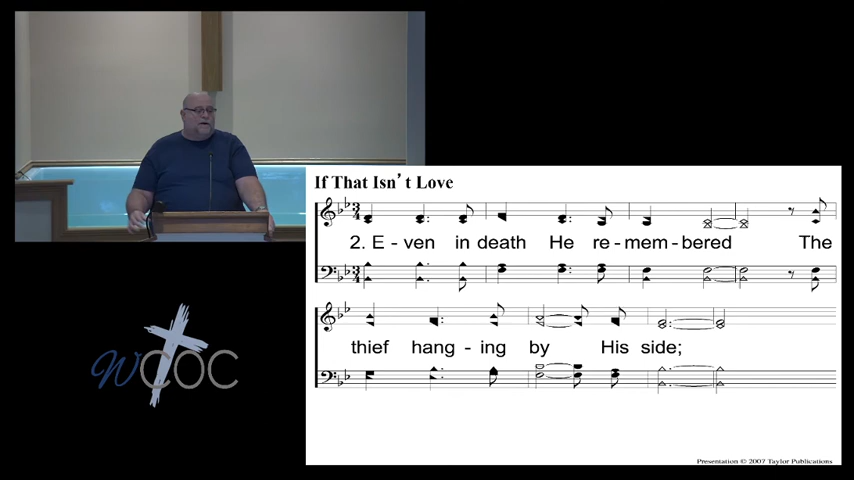 If That Isn't Love
2. E - ven in death He re - mem - bered The
thief hang - ing by His side;
WCOC
Presentation © 2007 Taylor Publications